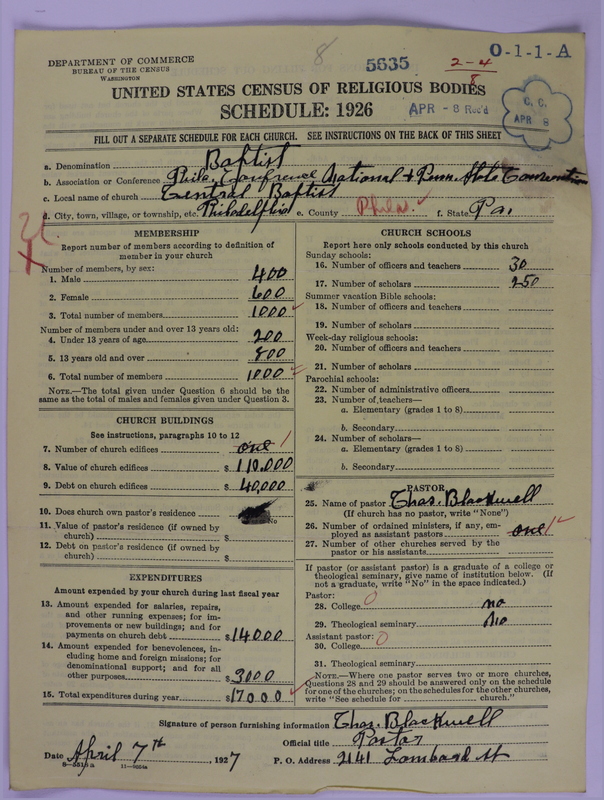 8
5635
2-4
8
O-1-1-A
DEPARTMENT OF COMMERCE
BUREAU OF THE CENSUS
WASHINGTON
UNITED STATES CENSUS OF RELIGIOUS BODIES
SCHEDULE: 1926
APR - 8 Rec'd
C. C.
APR 8
FILL OUT A SEPARATE SCHEDULE FOR EACH CHURCH. SEE INSTRUCTIONS ON THE BACK OF THIS SHEET
a. Denomination Baptist
b. Association or Conference Phila. Conference National + Penn. State Convention
c. Local name of church Central Baptist
d. City, town, village, or township, etc. Philadelphia e. County Phila. f. State Pa.
MEMBERSHIP
Report number of members according to definition of
member in your church
Number of members, by sex:
1. Male 400
2. Female 600
3. Total number of members 1000
Number of members under and over 13 years old:
4. Under 13 years of age 200
5. 13 years old and over 800
6. Total number of members 1000
NOTE.—The total given under Question 6 should be the
same as the total of males and females given under Question 3.
CHURCH BUILDINGS
See instructions, paragraphs 10 to 12
7. Number of church edifices one 1
8. Value of church edifices $110,000
9. Debt on church edifices $40,000
10. Does church own pastor's residence No
11. Value of pastor's residence (if owned by
church) $
12. Debt on pastor's residence (if owned by
church) $
EXPENDITURES
Amount expended by your church during last fiscal year
13. Amount expended for salaries, repairs,
and other running expenses; for im-
provements or new buildings; and for
payments on church debt $14000
14. Amount expended for benevolences, in-
cluding home and foreign missions; for
denominational support; and for all
other purposes $3000
15. Total expenditures during year $17000
CHURCH SCHOOLS
Report here only schools conducted by this church
Sunday schools:
16. Number of officers and teachers 30
17. Number of scholars 250
Summer vacation Bible schools:
18. Number of officers and teachers
19. Number of scholars
Week-day religious schools:
20. Number of officers and teachers
21. Number of scholars
Parochial schools:
22. Number of administrative officers
23. Number of teachers—
a. Elementary (grades 1 to 8)
b. Secondary
24. Number of scholars—
a. Elementary (grades 1 to 8)
b. Secondary
PASTOR
25. Name of pastor Chas. Blackwell
(If church has no pastor, write "None")
26. Number of ordained ministers, if any, em-
ployed as assistant pastors one 1
27. Number of other churches served by the
pastor or his assistants
If pastor (or assistant pastor) is a graduate of a college or
theological seminary, give name of institution below. (If
not a graduate, write "No" in the space indicated.)
Pastor: 0
28. College no
29. Theological seminary No
Assistant pastor: 0
30. College
31. Theological seminary
NOTE.—Where one pastor serves two or more churches,
Questions 28 and 29 should be answered only on the schedule
for one of the churches; on the schedules for the other churches,
write "See schedule for church."
Signature of person furnishing information Chas. Blackwell
Official title Pastor
Date April 7th, 1927 P. O. Address 2141 Lombard St